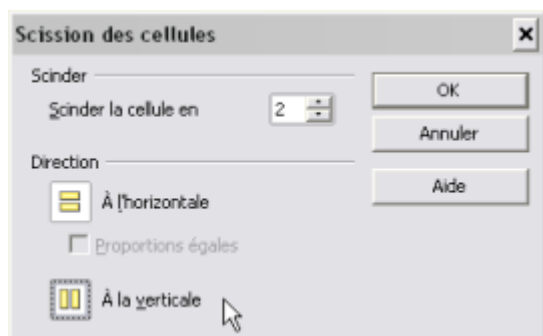 Scission des cellules
Scinder
Scinder la cellule en 2
OK
Annuler
Direction
Aide
À l'horizontale
Proportions égales
À la verticale